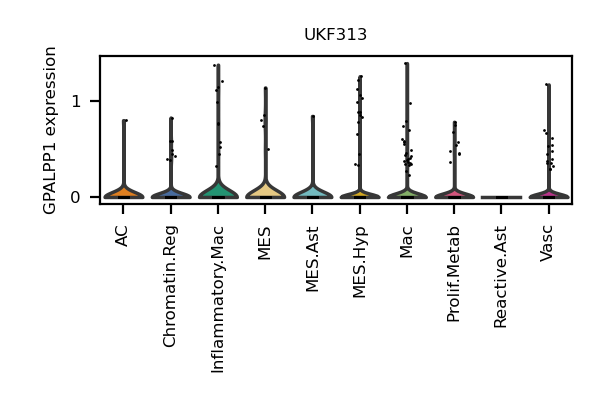 UKF313
GPALPP1 expression
1
0
AC
Chromatin.Reg
Inflammatory.Mac
MES
MES.Ast
MES.Hyp
Mac
Prolif.Metab
Reactive.Ast
Vasc